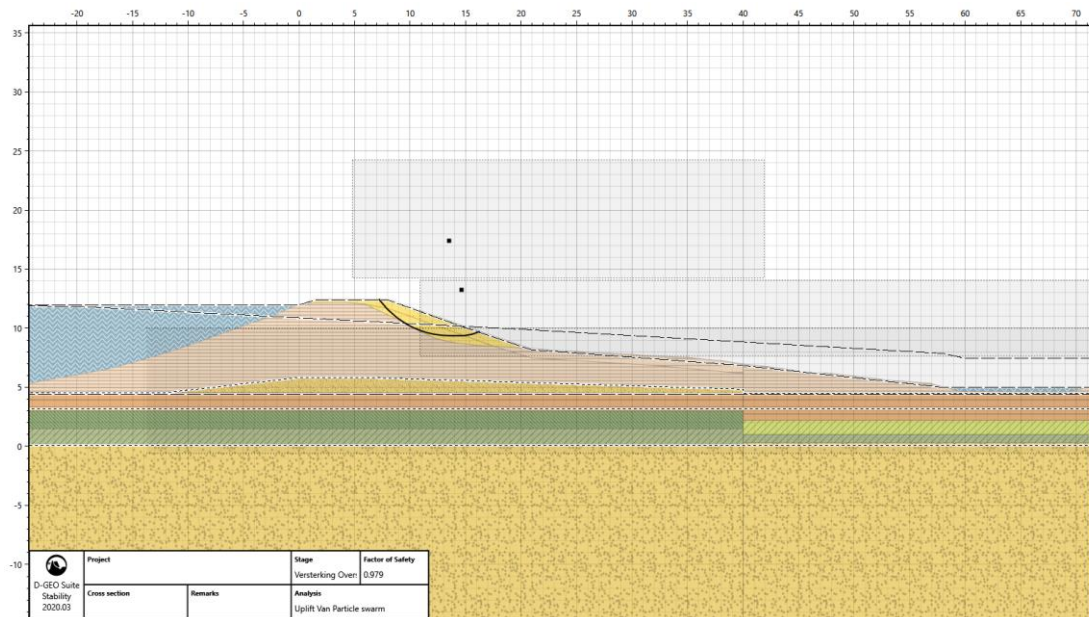 -20 -15 -10 -5 0 5 10 15 20 25 30 35 40 45 50 55 60 65 70
35
30
25
20
15
10
5
0
-5
-10
Project
Stage
Factor of Safety
Versterking Over:
0.979
D-GEO Suite
Stability
2020.03
Cross section
Remarks
Analysis
Uplift Van Particle swarm